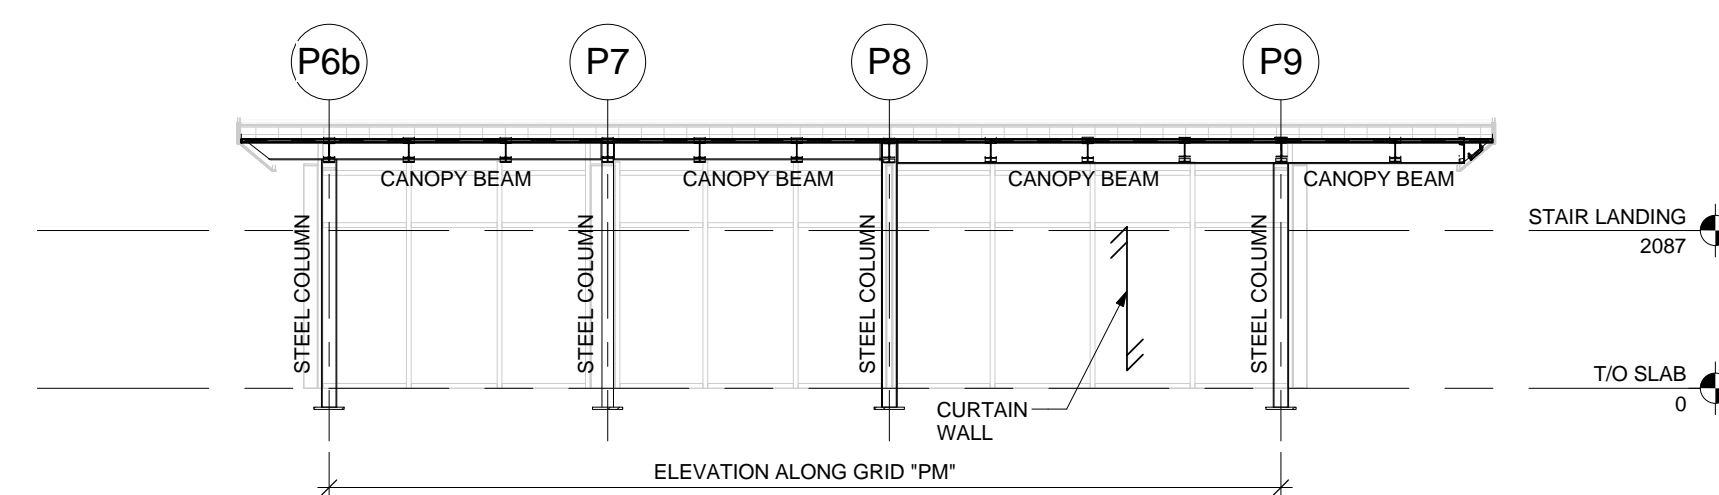 P6b
P7
P8
P9
CANOPY BEAM
CANOPY BEAM
CANOPY BEAM
CANOPY BEAM
STEEL COLUMN
STEEL COLUMN
STEEL COLUMN
STEEL COLUMN
STAIR LANDING
2087
T/O SLAB
0
CURTAIN
WALL
ELEVATION ALONG GRID "PM"